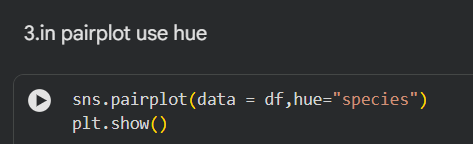 3.in pairplot use hue
sns.pairplot(data = df,hue="species")
plt.show()